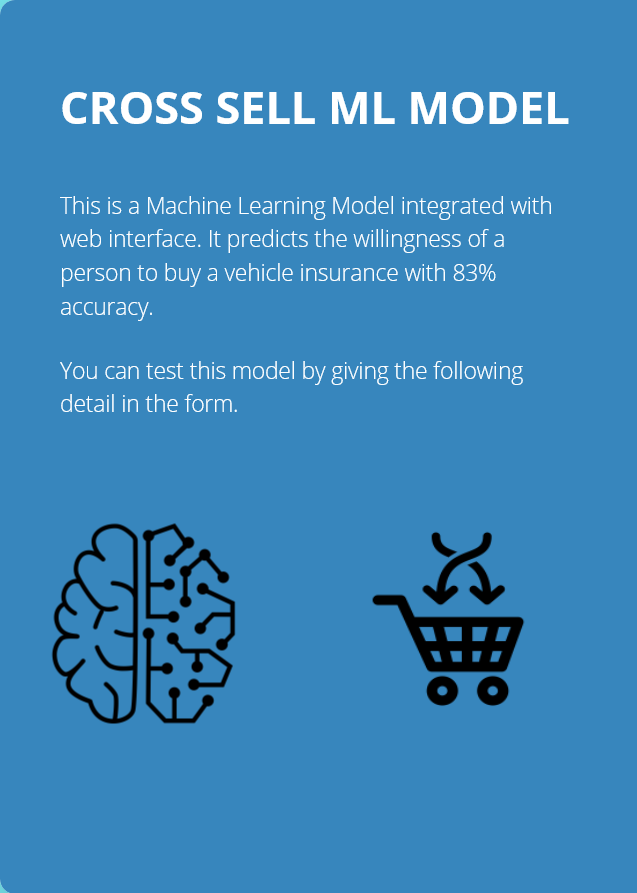 CROSS SELL ML MODEL
This is a Machine Learning Model integrated with
web interface. It predicts the willingness of a
person to buy a vehicle insurance with 83%
accuracy.
You can test this model by giving the following
detail in the form.